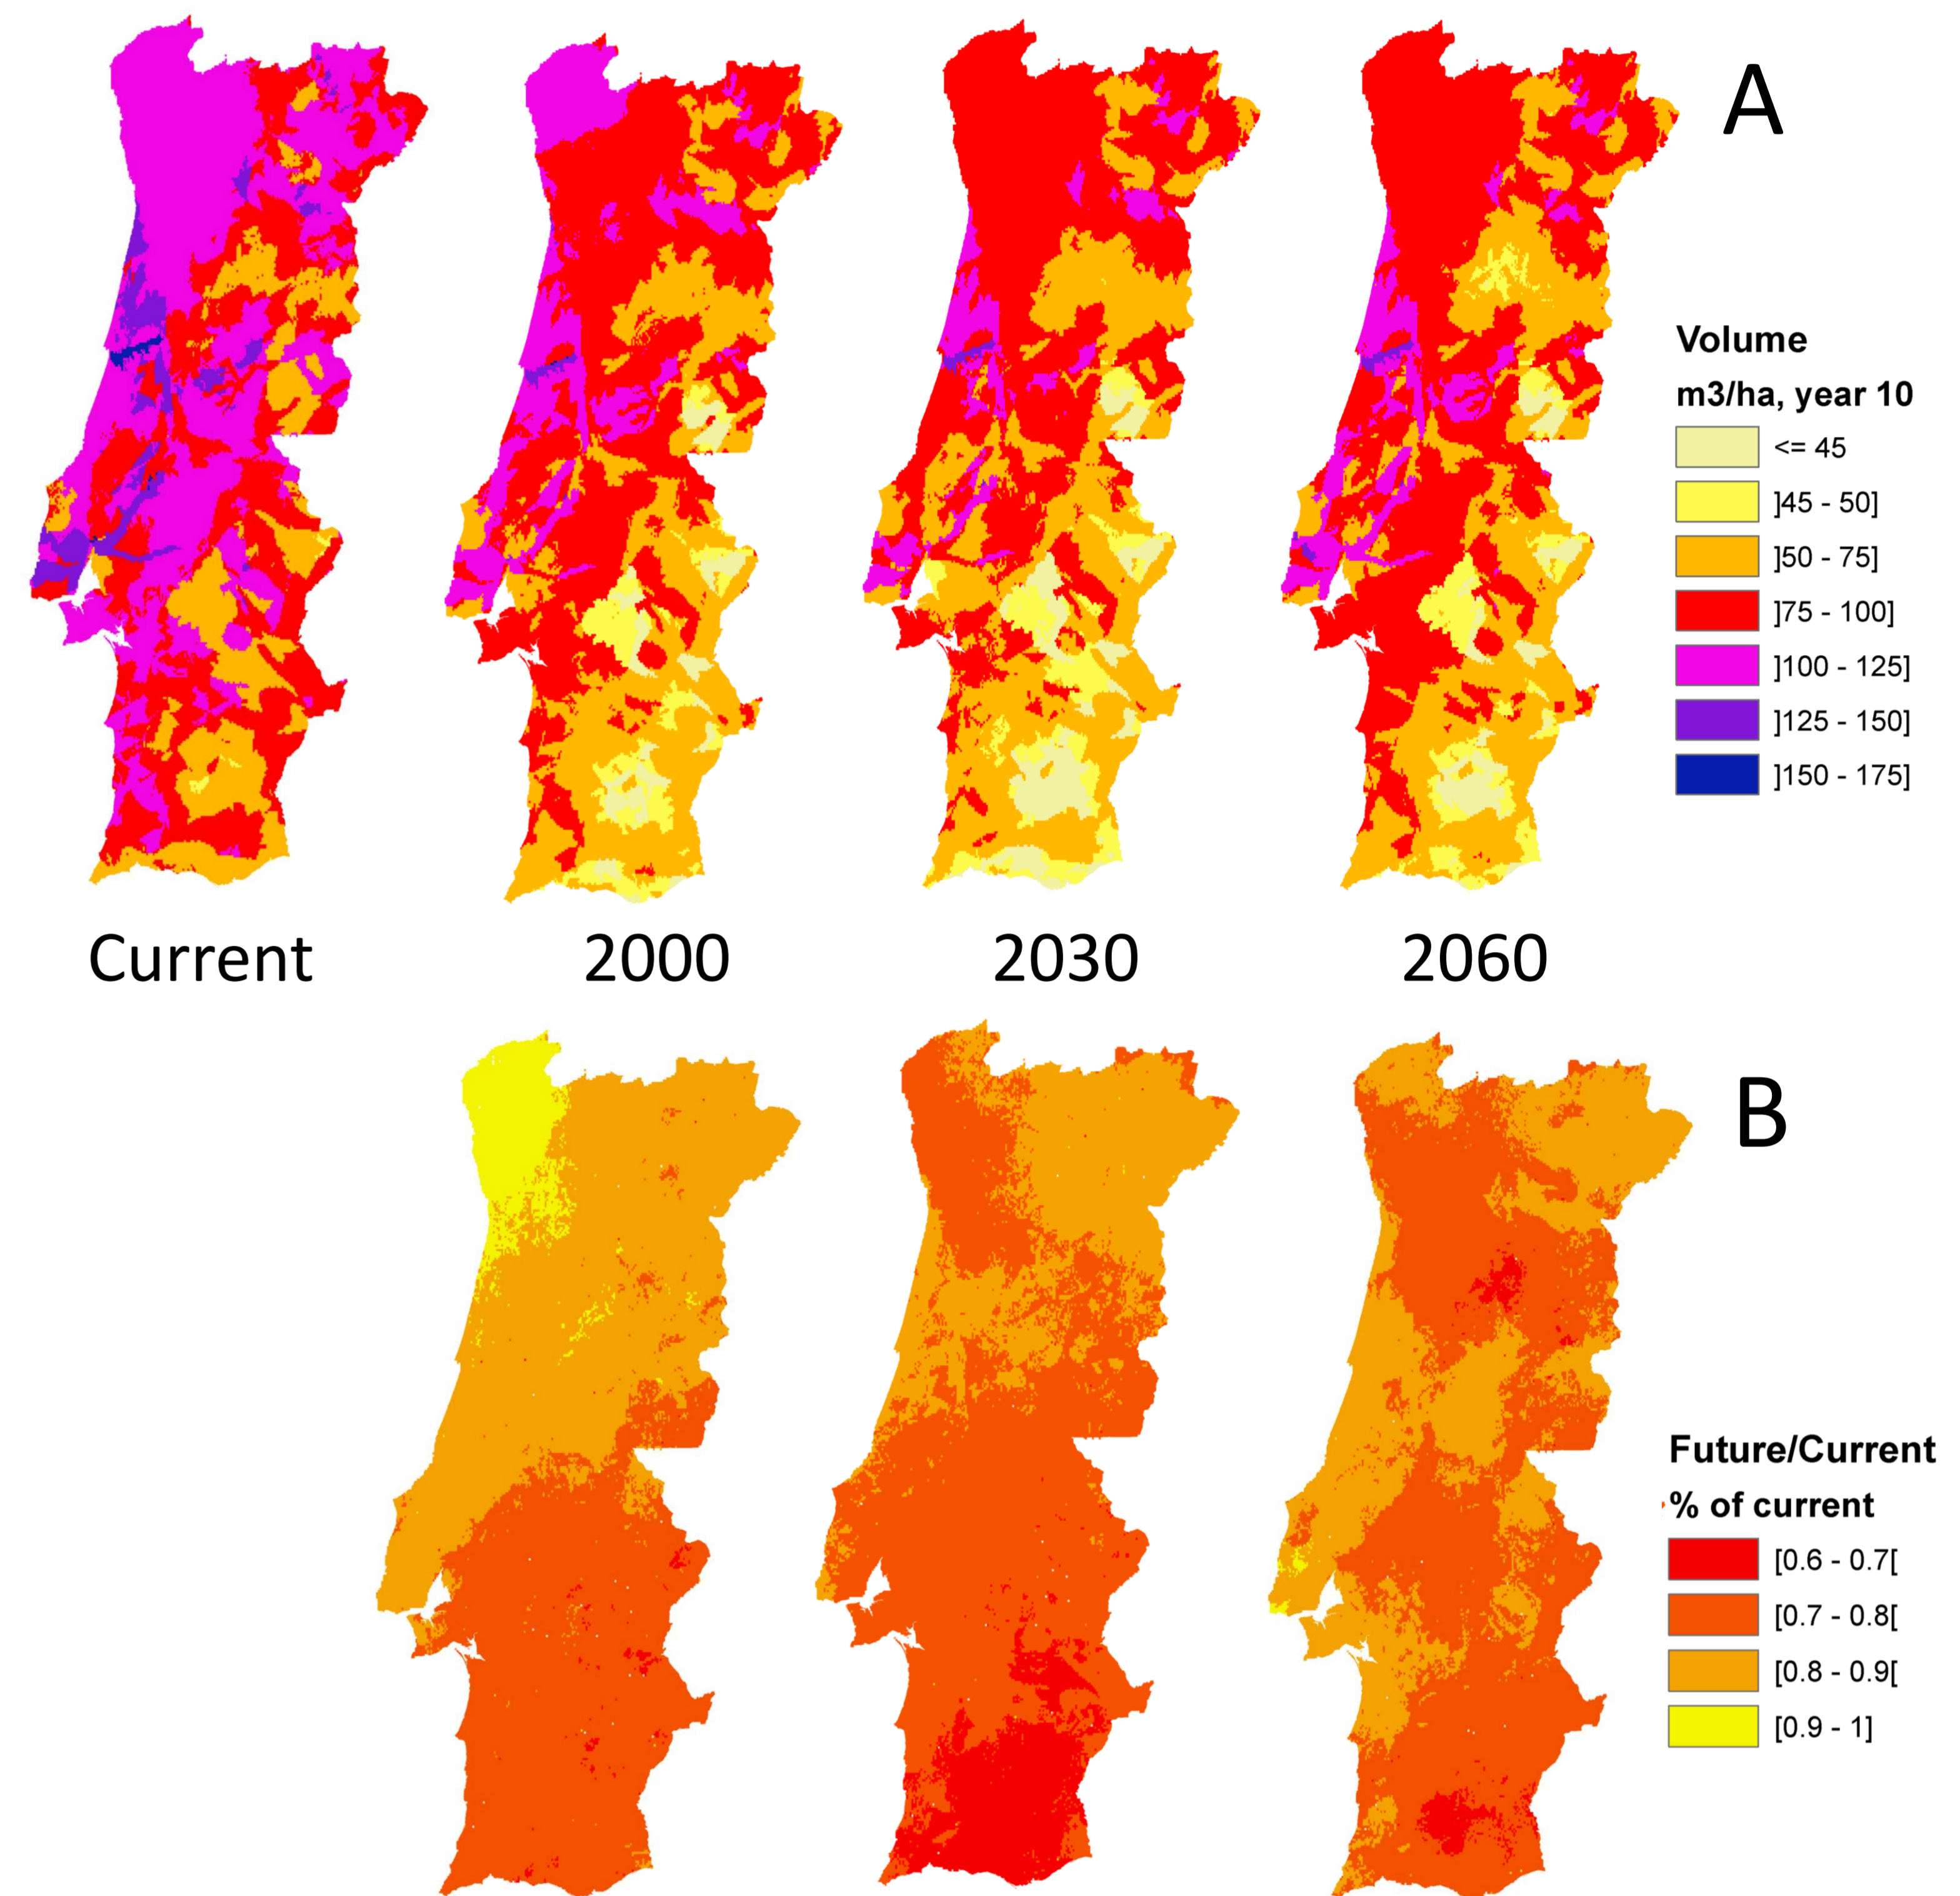 A
Volume
m3/ha, year 10
<= 45
]45 - 50]
]50 - 75]
]75 - 100]
]100 - 125]
]125 - 150]
]150 - 175]
Current
2000
2030
2060
B
Future/Current
% of current
[0.6 - 0.7[
[0.7 - 0.8[
[0.8 - 0.9[
[0.9 - 1]